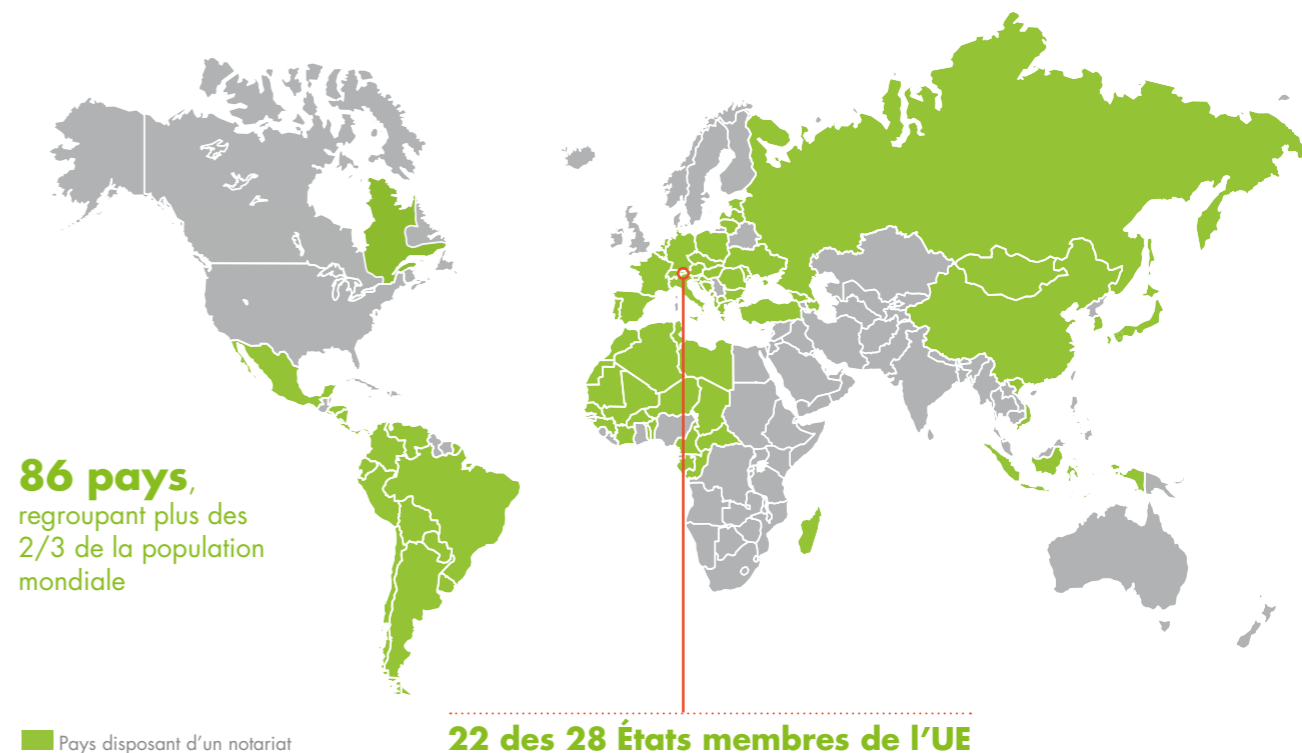 86 pays,
regroupant plus des
2/3 de la population
mondiale
Pays disposant d'un notariat
22 des 28 États membres de l'UE